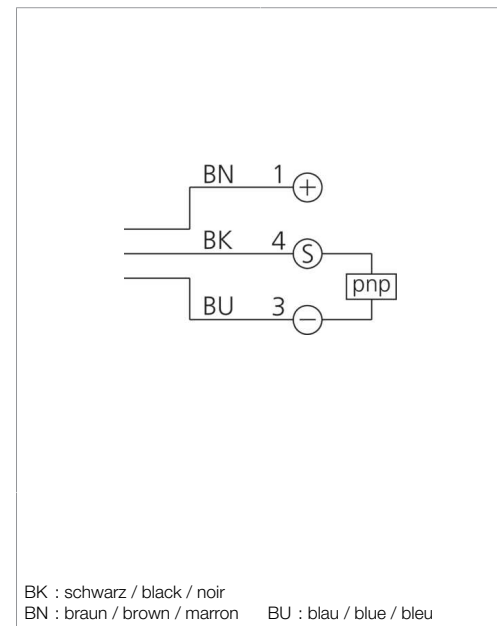 BN 1 +
BK 4 S
pnp
BU 3 −
BK : schwarz / black / noir
BN : braun / brown / marron BU : blau / blue / bleu